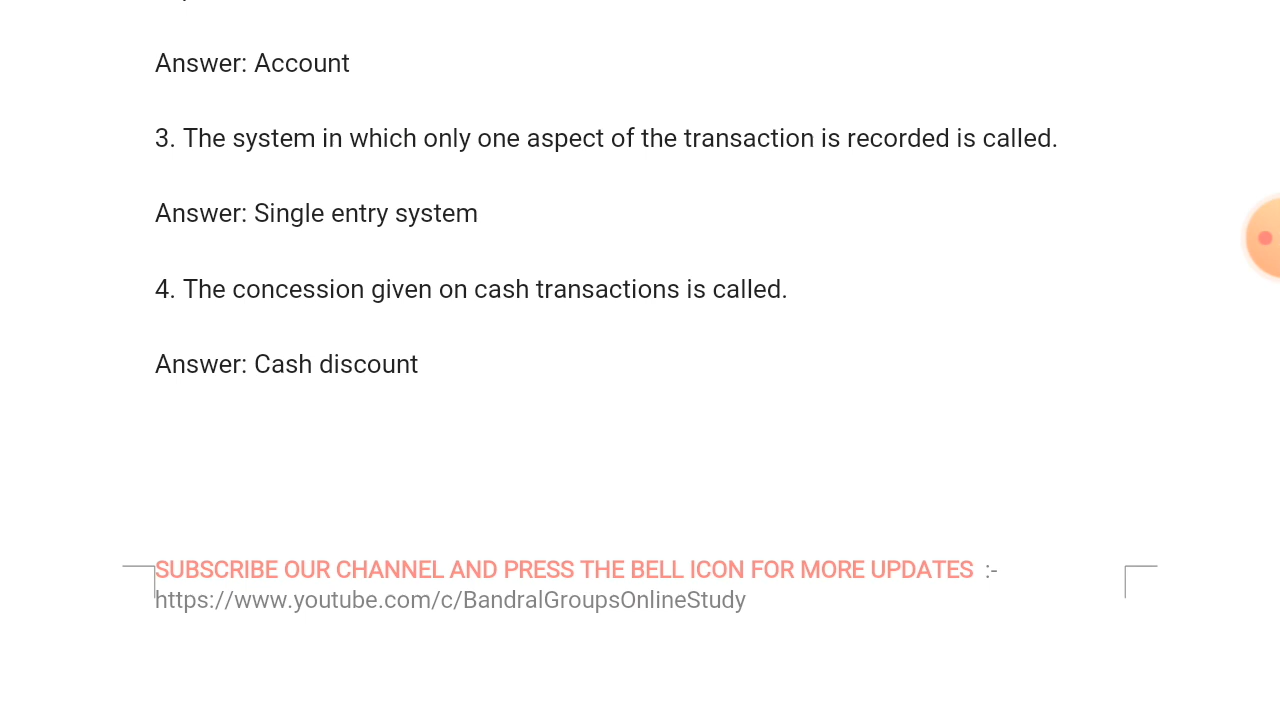 Answer: Account
3. The system in which only one aspect of the transaction is recorded is called.
Answer: Single entry system
4. The concession given on cash transactions is called.
Answer: Cash discount
SUBSCRIBE OUR CHANNEL AND PRESS THE BELL ICON FOR MORE UPDATES :-
https://www.youtube.com/c/BandralGroupsOnlineStudy